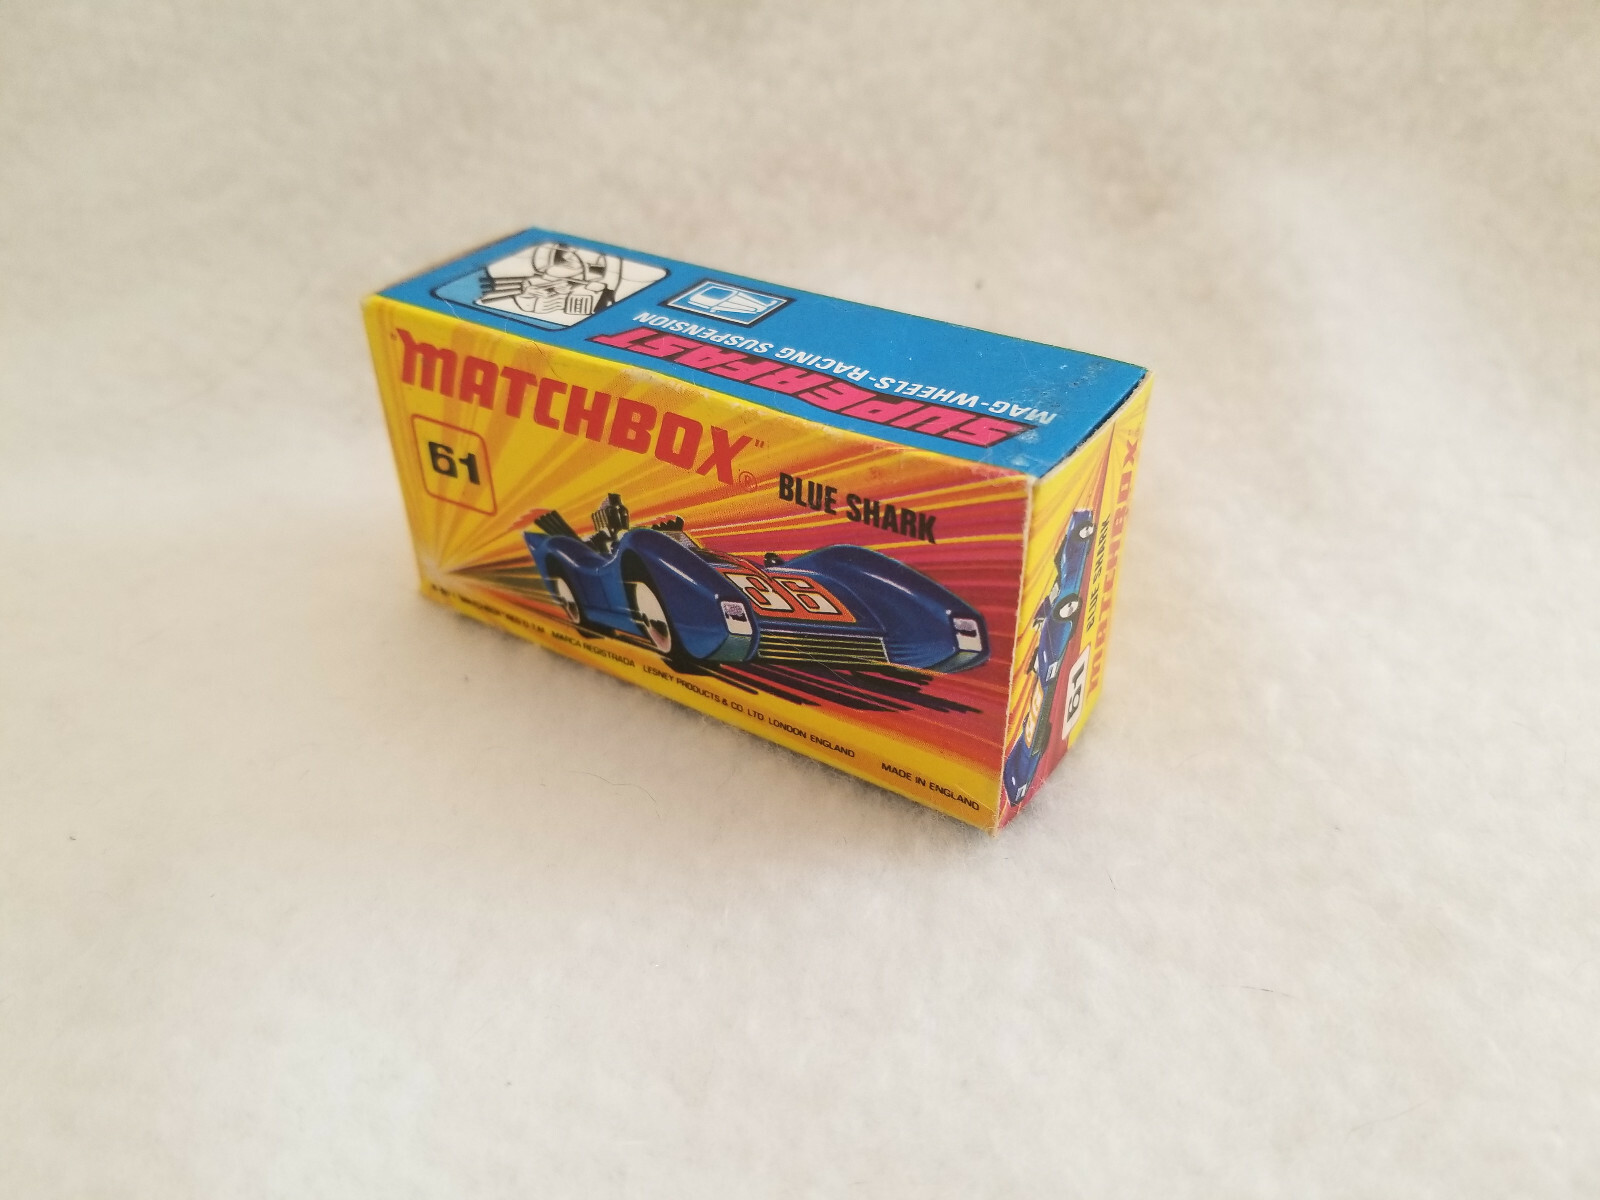 SUPERFAST
MAG-WHEELS-RACING SUSPENSION
"MATCHBOX"®
61
BLUE SHARK
86
REG'D. T.M. MARCA REGISTRADA LESNEY PRODUCTS & CO. LTD. LONDON ENGLAND
MADE IN ENGLAND
MATCHBOX
BLUE SHARK
61